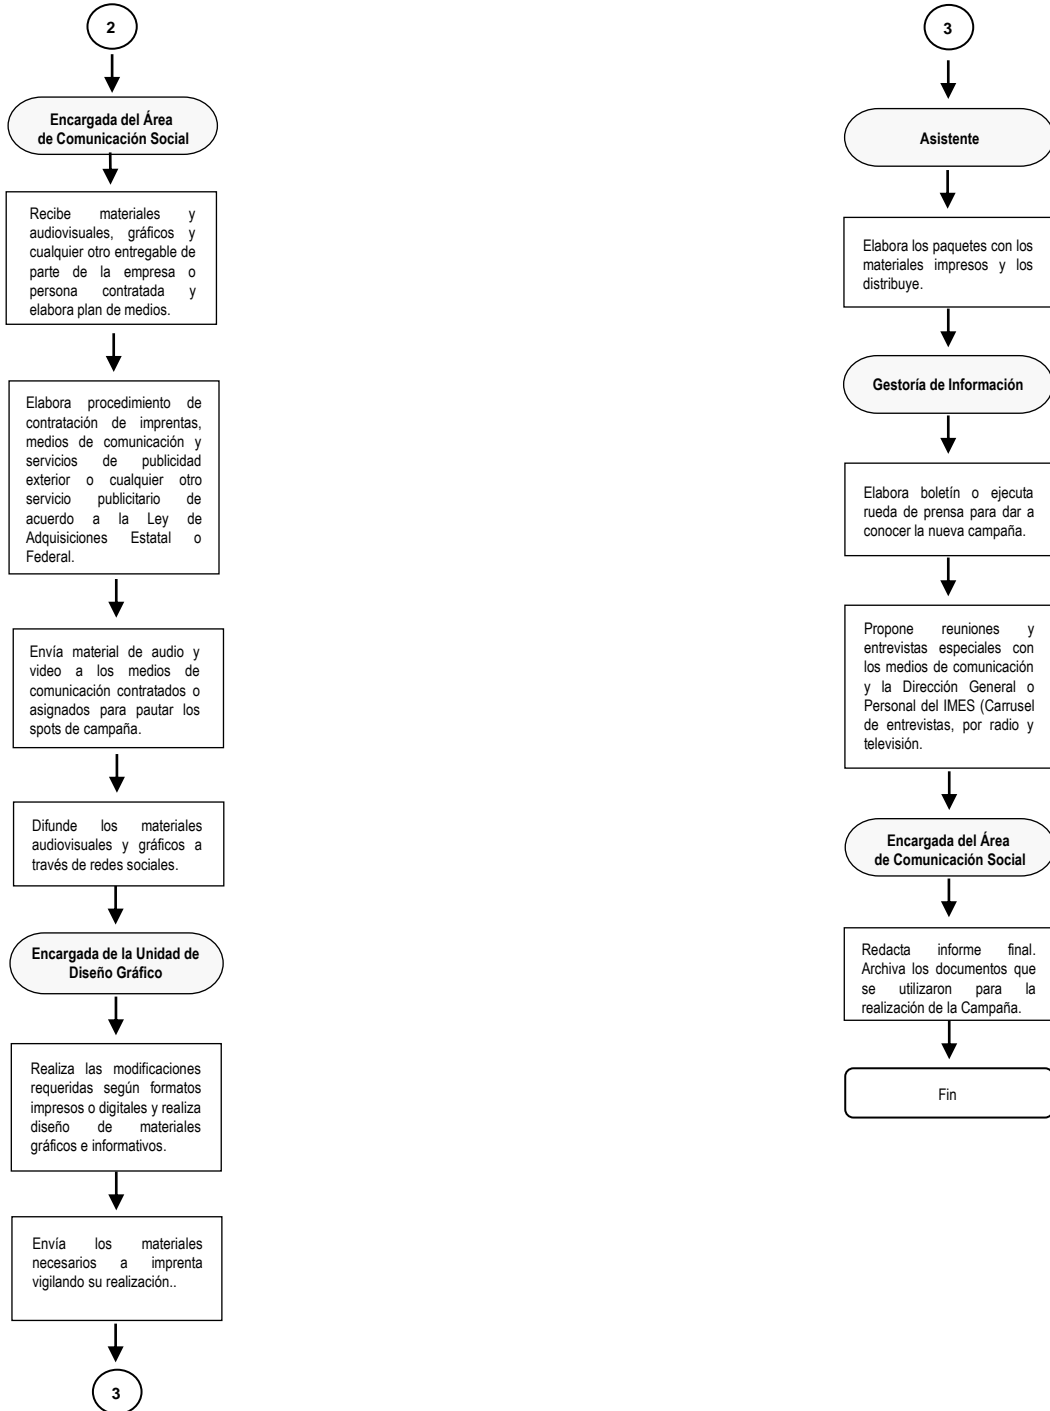 2
Encargada del Área
de Comunicación Social
Recibe materiales y
audiovisuales, gráficos y
cualquier otro entregable de
parte de la empresa o
persona contratada y
elabora plan de medios.
Elabora procedimiento de
contratación de imprentas,
medios de comunicación y
servicios de publicidad
exterior o cualquier otro
servicio publicitario de
acuerdo a la Ley de
Adquisiciones Estatal o
Federal.
Envía material de audio y
video a los medios de
comunicación contratados o
asignados para pautar los
spots de campaña.
Difunde los materiales
audiovisuales y gráficos a
través de redes sociales.
Encargada de la Unidad de
Diseño Gráfico
Realiza las modificaciones
requeridas según formatos
impresos o digitales y realiza
diseño de materiales
gráficos e informativos.
Envía los materiales
necesarios a imprenta
vigilando su realización..
3
3
Asistente
Elabora los paquetes con los
materiales impresos y los
distribuye.
Gestoría de Información
Elabora boletín o ejecuta
rueda de prensa para dar a
conocer la nueva campaña.
Propone reuniones y
entrevistas especiales con
los medios de comunicación
y la Dirección General o
Personal del IMES (Carrusel
de entrevistas, por radio y
televisión.
Encargada del Área
de Comunicación Social
Redacta informe final.
Archiva los documentos que
se utilizaron para la
realización de la Campaña.
Fin